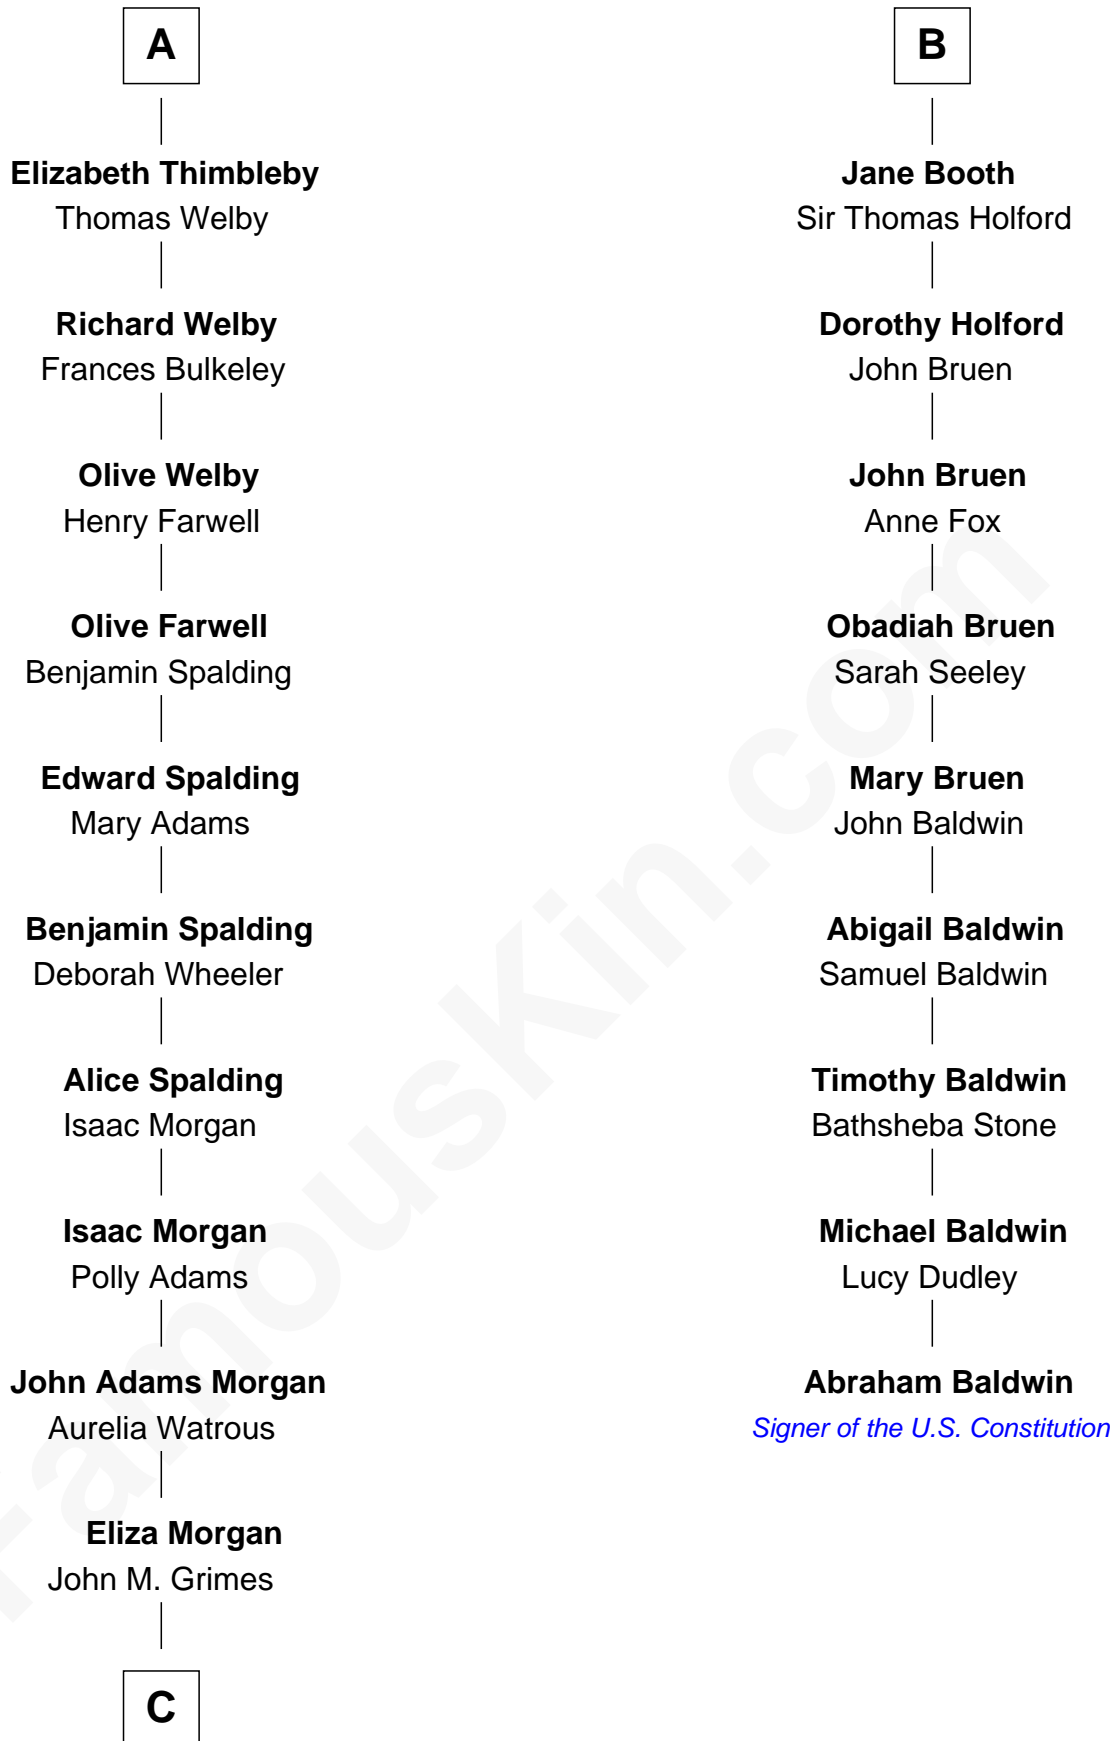 A
Elizabeth Thimbleby
Thomas Welby
Richard Welby
Frances Bulkeley
Olive Welby
Henry Farwell
Olive Farwell
Benjamin Spalding
Edward Spalding
Mary Adams
Benjamin Spalding
Deborah Wheeler
Alice Spalding
Isaac Morgan
Isaac Morgan
Polly Adams
John Adams Morgan
Aurelia Watrous
Eliza Morgan
John M. Grimes
C
B
Jane Booth
Sir Thomas Holford
Dorothy Holford
John Bruen
John Bruen
Anne Fox
Obadiah Bruen
Sarah Seeley
Mary Bruen
John Baldwin
Abigail Baldwin
Samuel Baldwin
Timothy Baldwin
Bathsheba Stone
Michael Baldwin
Lucy Dudley
Abraham Baldwin
Signer of the U.S. Constitution
FamousKin.com